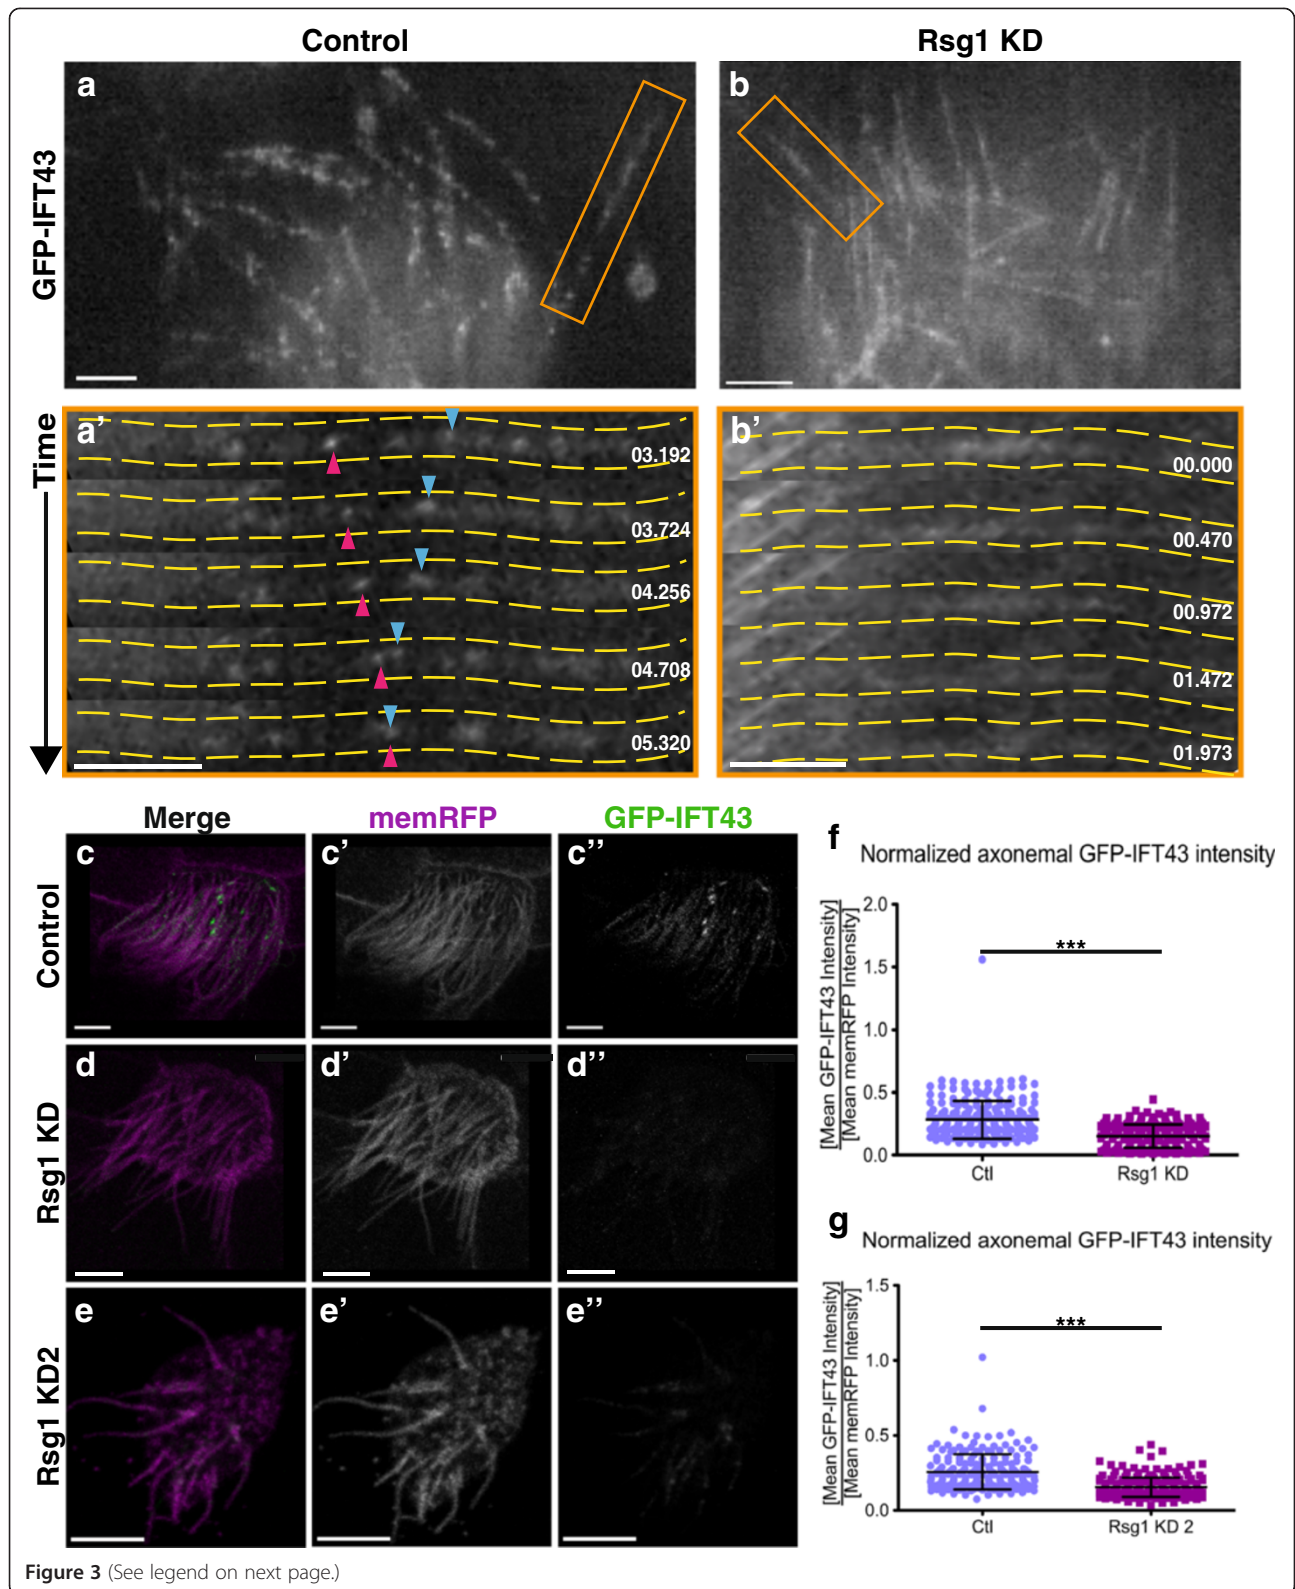 Control
Rsg1 KD
GFP-IFT43
a
b
Time
a'
03.192
03.724
04.256
04.708
05.320
b'
00.000
00.470
00.972
01.472
01.973
Merge
memRFP
GFP-IFT43
Control
c
c'
c''
Rsg1 KD
d
d'
d''
Rsg1 KD2
e
e'
e''
f
Normalized axonemal GFP-IFT43 intensity
[Mean GFP-IFT43 Intensity]
[Mean memRFP Intensity]
2.0
1.5
1.0
0.5
0.0
***
Ctl
Rsg1 KD
g
Normalized axonemal GFP-IFT43 intensity
[Mean GFP-IFT43 Intensity]
[Mean memRFP Intensity]
1.5
1.0
0.5
0.0
***
Ctl
Rsg1 KD 2
Figure 3 (See legend on next page.)